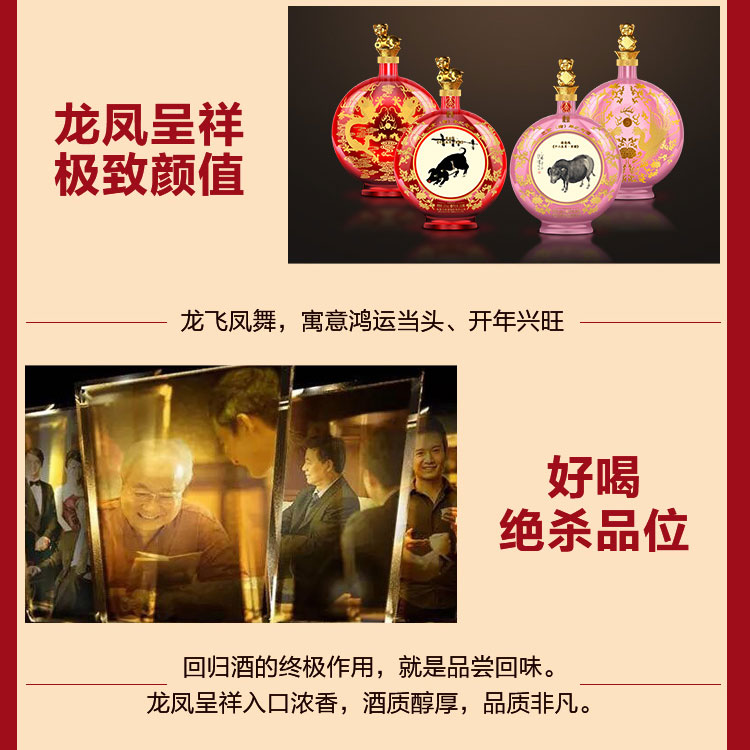 龙凤呈祥
极致颜值
龙飞凤舞，寓意鸿运当头、开年兴旺
好喝
绝杀品位
回归酒的终极作用，就是品尝回味。
龙凤呈祥入口浓香，酒质醇厚，品质非凡。